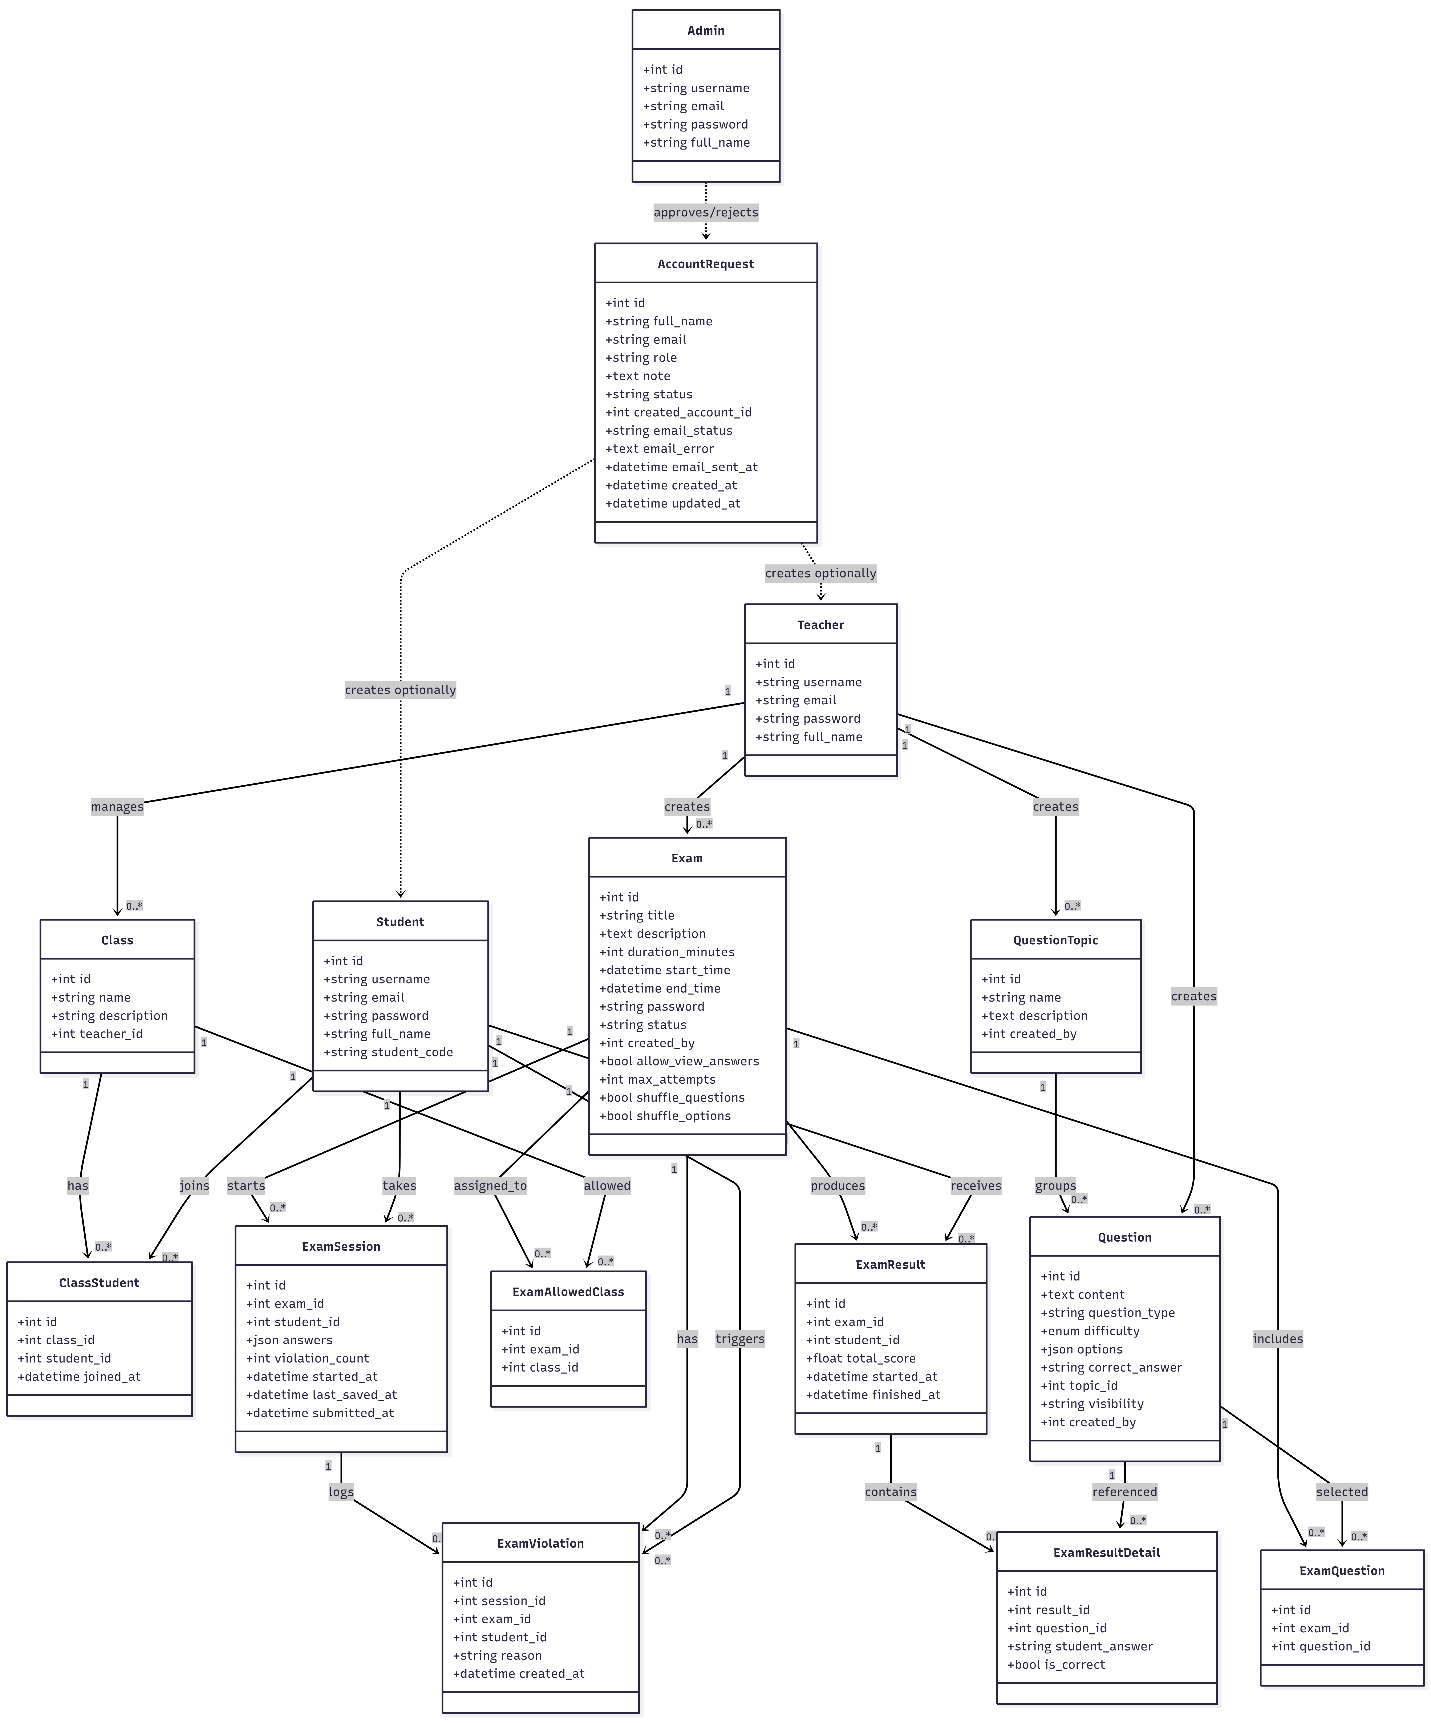 Admin
+int id
+string username
+string email
+string password
+string full_name
approves/rejects
AccountRequest
+int id
+string full_name
+string email
+string role
+text note
+string status
+int created_account_id
+string email_status
+text email_error
+datetime email_sent_at
+datetime created_at
+datetime updated_at
creates optionally
creates optionally
Teacher
+int id
+string username
+string email
+string password
+string full_name
1
1
1
1
manages
creates
creates
creates
0..*
0..*
0..*
Class
+int id
+string name
+string description
+int teacher_id
1
1
Student
+int id
+string username
+string email
+string password
+string full_name
+string student_code
1
1
1
1
Exam
+int id
+string title
+text description
+int duration_minutes
+datetime start_time
+datetime end_time
+string password
+string status
+int created_by
+bool allow_view_answers
+int max_attempts
+bool shuffle_questions
+bool shuffle_options
1
1
1
1
QuestionTopic
+int id
+string name
+text description
+int created_by
1
has
joins
starts
takes
assigned_to
allowed
produces
receives
groups
0..*
0..*
0..*
0..*
0..*
0..*
0..*
0..*
0..*
0..*
ClassStudent
+int id
+int class_id
+int student_id
+datetime joined_at
ExamSession
+int id
+int exam_id
+int student_id
+json answers
+int violation_count
+datetime started_at
+datetime last_saved_at
+datetime submitted_at
1
ExamAllowedClass
+int id
+int exam_id
+int class_id
has
triggers
ExamResult
+int id
+int exam_id
+int student_id
+float total_score
+datetime started_at
+datetime finished_at
1
Question
+int id
+text content
+string question_type
+enum difficulty
+json options
+string correct_answer
+int topic_id
+string visibility
+int created_by
1
1
includes
logs
contains
referenced
selected
0..
0..*
0..*
0..
0..*
0..*
0..*
ExamViolation
+int id
+int session_id
+int exam_id
+int student_id
+string reason
+datetime created_at
ExamResultDetail
+int id
+int result_id
+int question_id
+string student_answer
+bool is_correct
ExamQuestion
+int id
+int exam_id
+int question_id